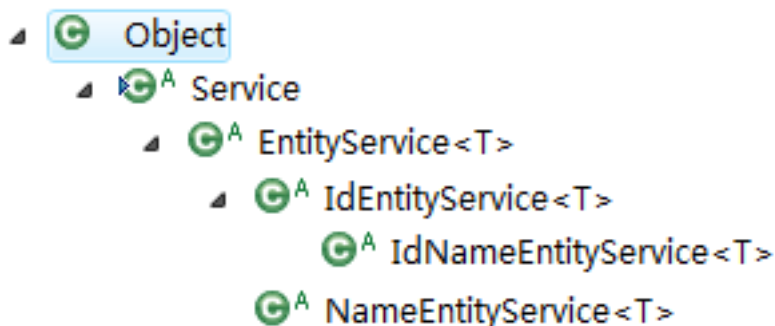 Object
Service
EntityService<T>
IdEntityService<T>
IdNameEntityService<T>
NameEntityService<T>